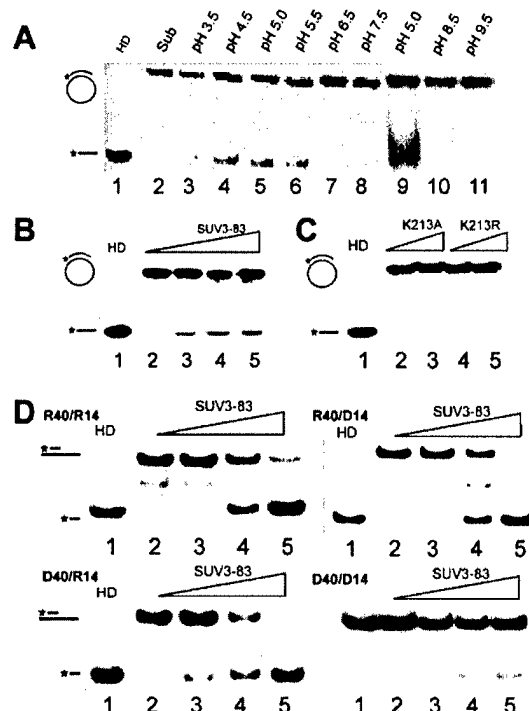 A
HD Sub pH 3.5 pH 4.5 pH 5.0 pH 5.5 pH 6.5 pH 7.5 pH 5.0 pH 8.5 pH 9.5
*
*
1 2 3 4 5 6 7 8 9 10 11
B HD SUV3-83
*
*
1 2 3 4 5
C HD K213A K213R
*
*
1 2 3 4 5
D
R40/R14 HD SUV3-83
*
*
1 2 3 4 5
R40/D14 HD SUV3-83
1 2 3 4 5
D40/R14 HD SUV3-83
*
*
1 2 3 4 5
D40/D14 SUV3-83
1 2 3 4 5